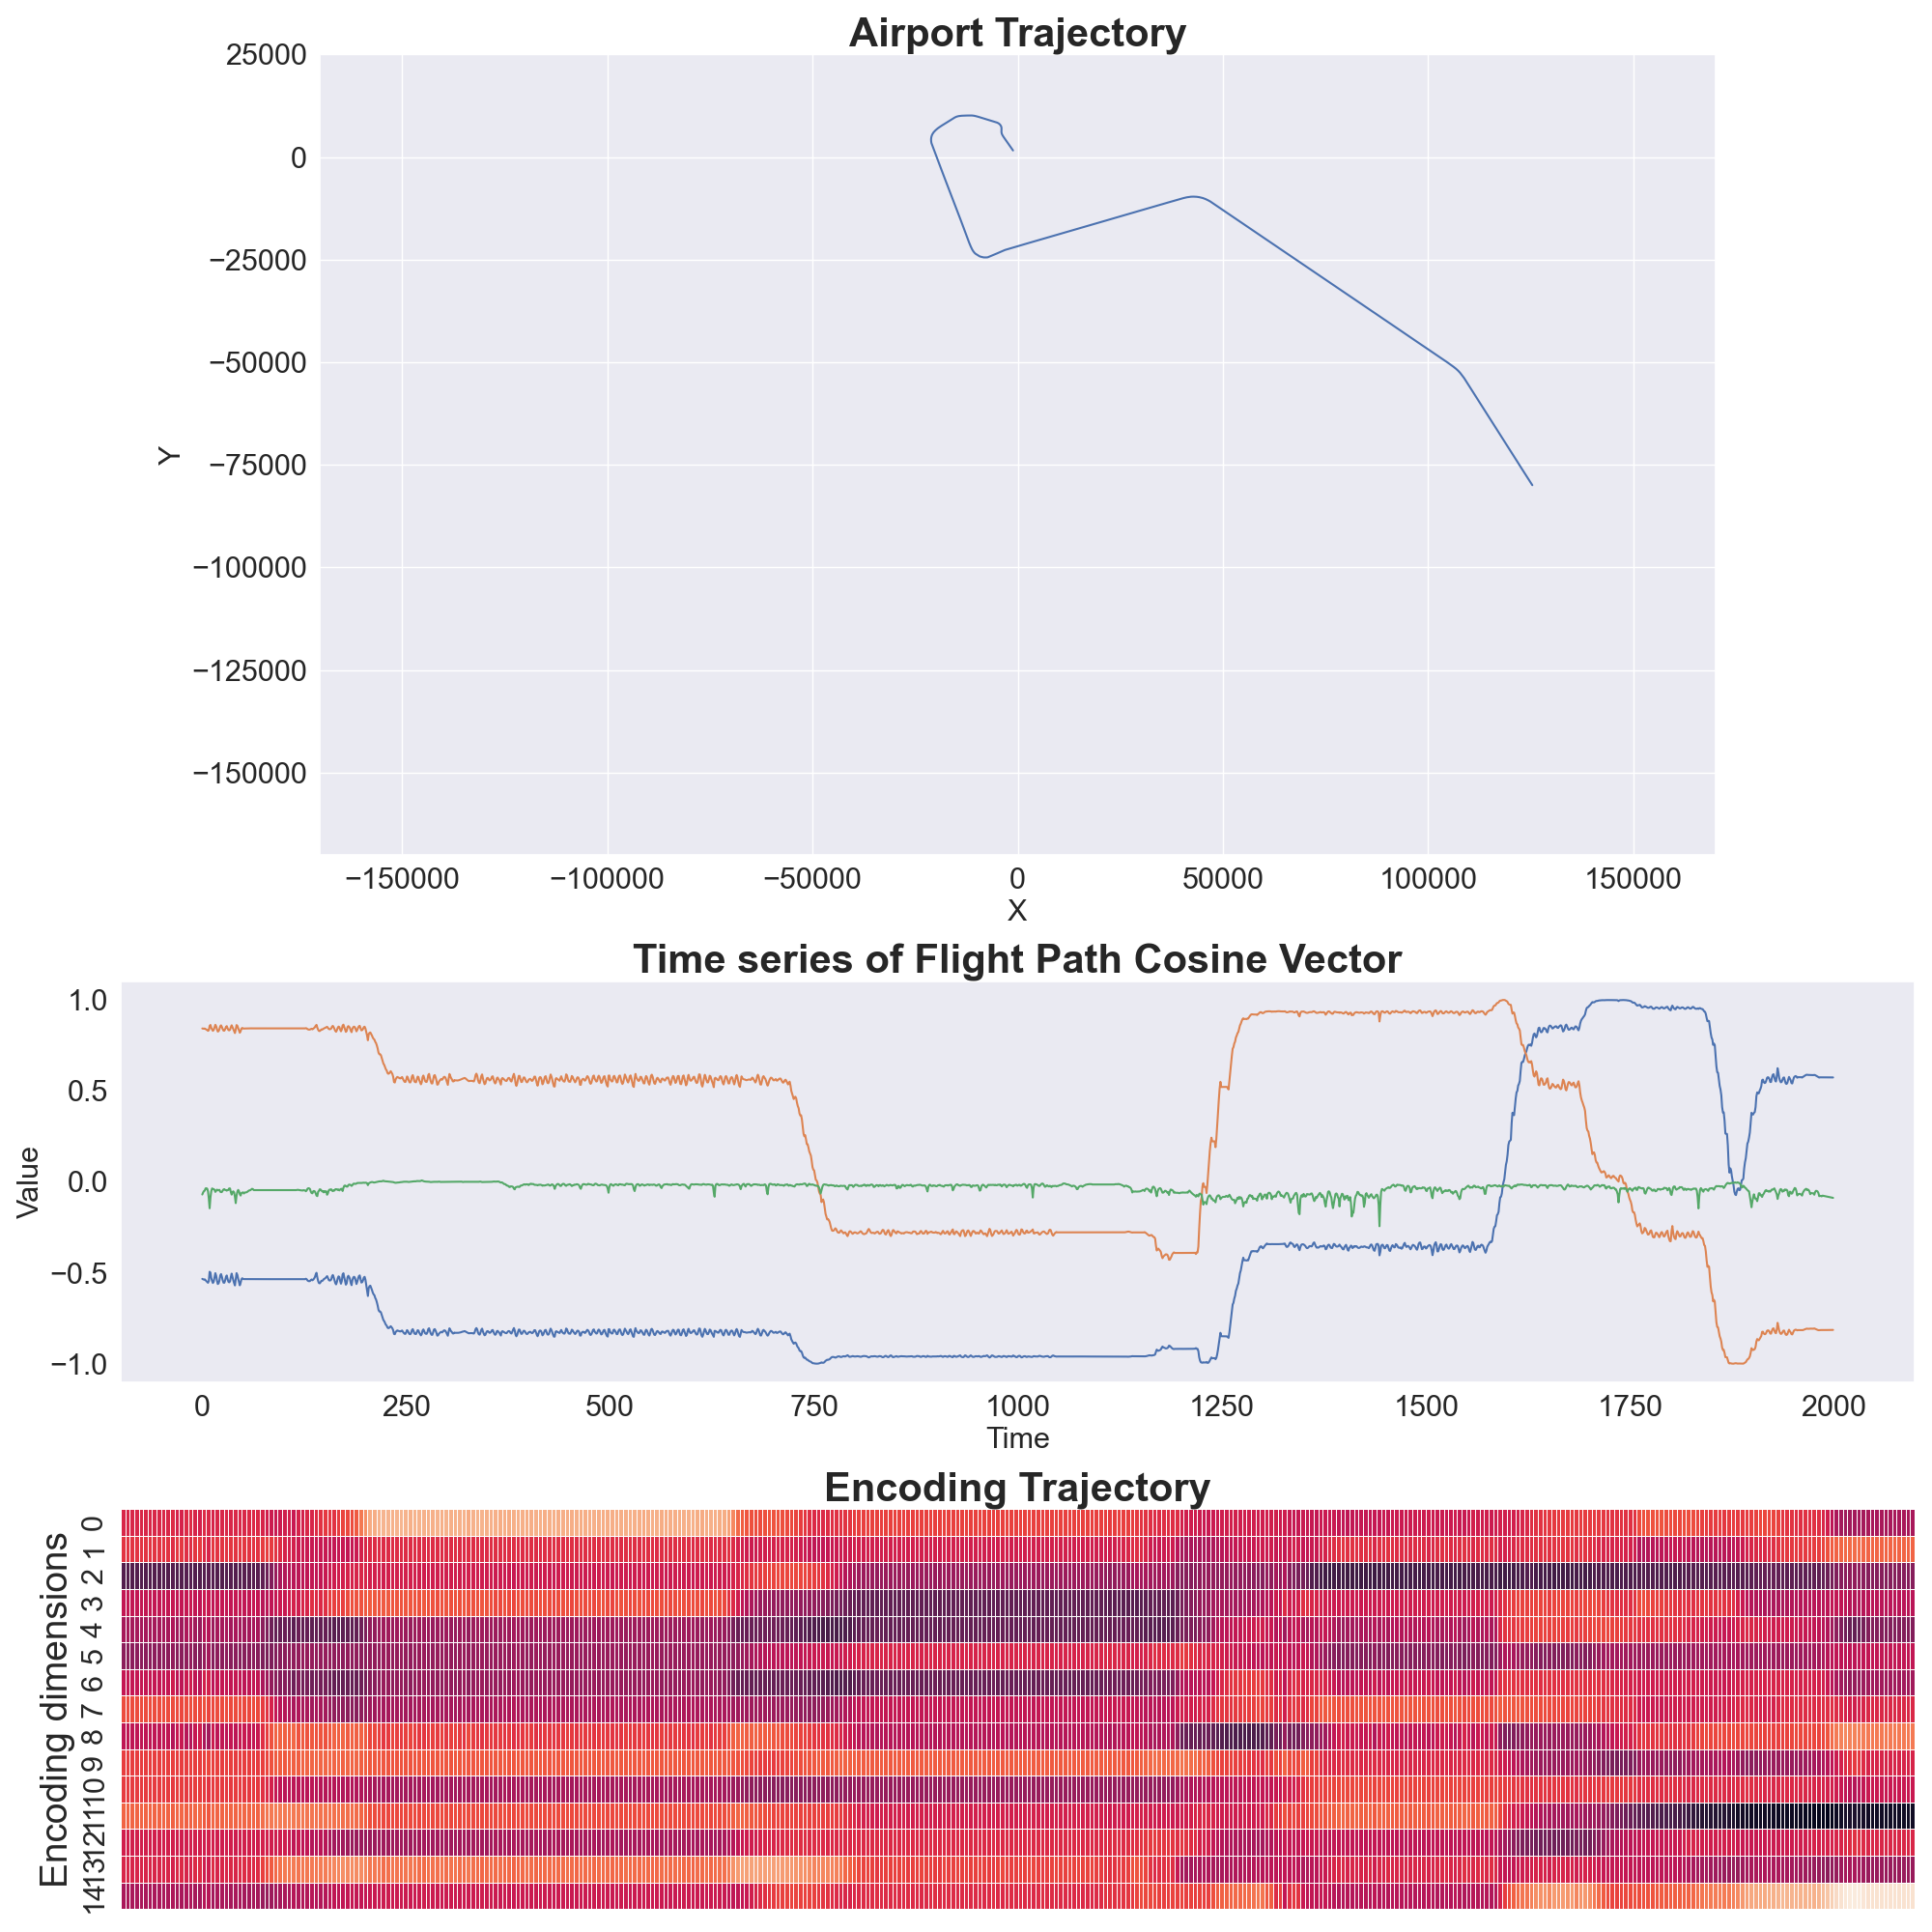 Airport Trajectory
25000
0
−25000
−50000
−75000
−100000
−125000
−150000
Y
−150000 −100000 −50000 0 50000 100000 150000
X
Time series of Flight Path Cosine Vector
1.0
0.5
0.0
−0.5
−1.0
Value
0 250 500 750 1000 1250 1500 1750 2000
Time
Encoding Trajectory
Encoding dimensions
0
1
2
3
4
5
6
7
8
9
10
11
12
13
14